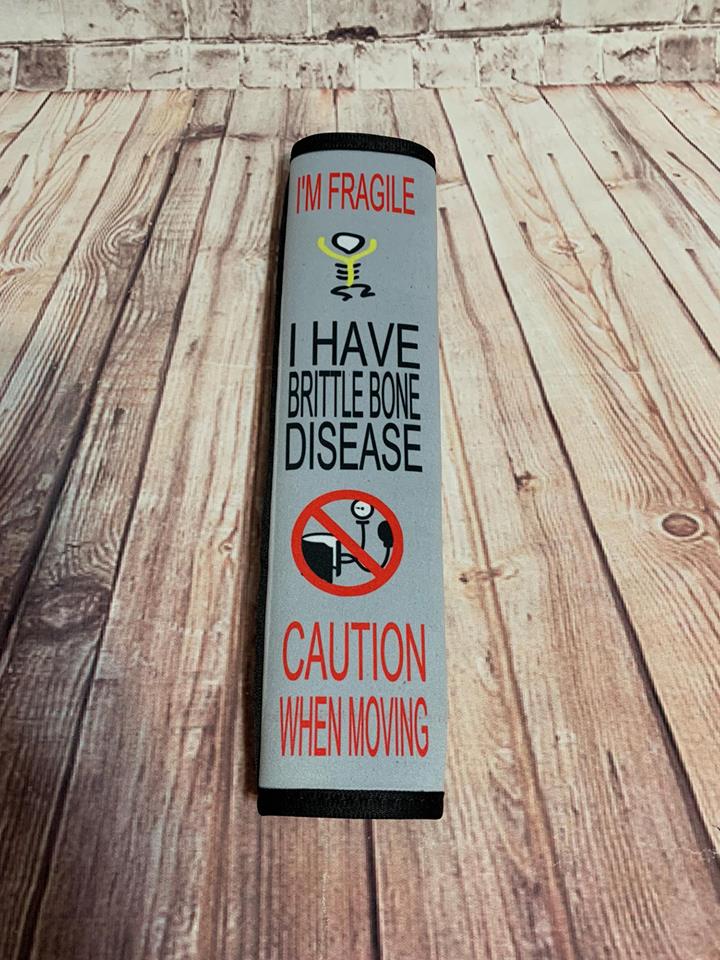 I'M FRAGILE
I HAVE
BRITTLE BONE
DISEASE
CAUTION
WHEN MOVING